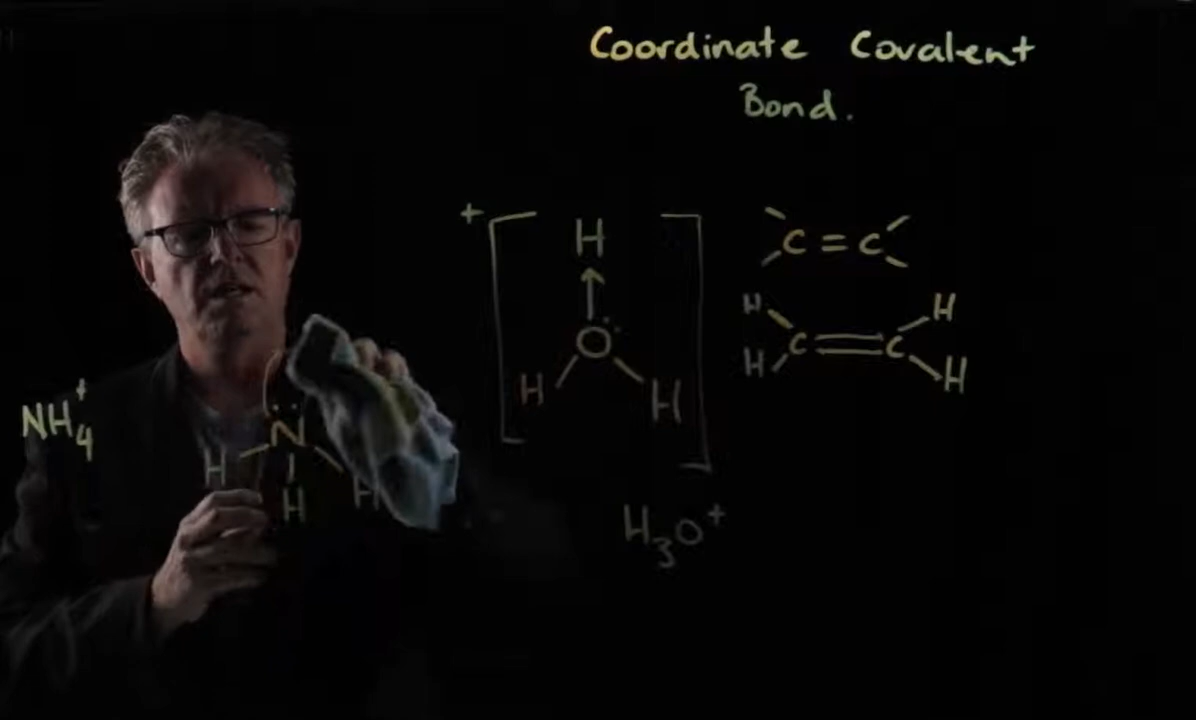 Coordinate Covalent
Bond.
+
H
O
H H
C = C
H H
C = C
H H
NH₄⁺
N
H H H
H₃O⁺